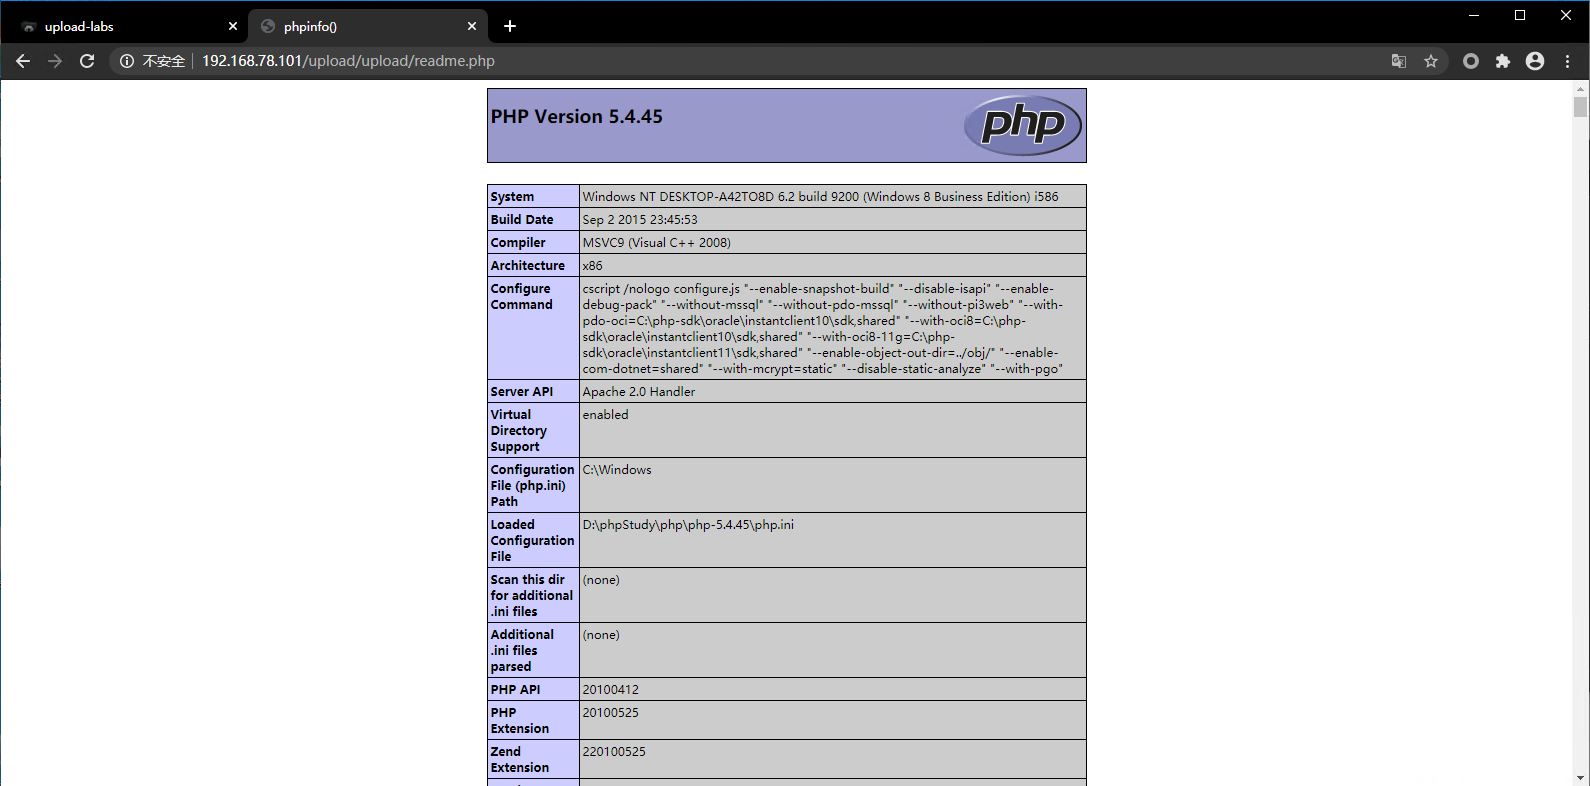 upload-labs
phpinfo()
不安全 192.168.78.101/upload/upload/readme.php
PHP Version 5.4.45
php
System Windows NT DESKTOP-A42TO8D 6.2 build 9200 (Windows 8 Business Edition) i586
Build Date Sep 2 2015 23:45:53
Compiler MSVC9 (Visual C++ 2008)
Architecture x86
Configure Command
cscript /nologo configure.js "--enable-snapshot-build" "--disable-isapi" "--enable-
debug-pack" "--without-mssql" "--without-pdo-mssql" "--without-pi3web" "--with-
pdo-oci=C:\php-sdk\oracle\instantclient10\sdk,shared" "--with-oci8=C:\php-
sdk\oracle\instantclient10\sdk,shared" "--with-oci8-11g=C:\php-
sdk\oracle\instantclient11\sdk,shared" "--enable-object-out-dir=../obj/" "--enable-
com-dotnet=shared" "--with-mcrypt=static" "--disable-static-analyze" "--with-pgo"
Server API Apache 2.0 Handler
Virtual
Directory
Support
enabled
Configuration
File (php.ini)
Path
C:\Windows
Loaded
Configuration
File
D:\phpStudy\php\php-5.4.45\php.ini
Scan this dir
for additional
.ini files
(none)
Additional
.ini files
parsed
(none)
PHP API 20100412
PHP
Extension
20100525
Zend
Extension
220100525